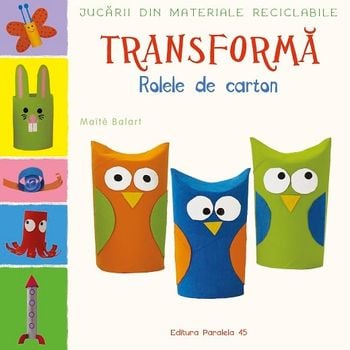 JUCĂRII DIN MATERIALE RECICLABILE
TRANSFORMĂ
Rolele de carton
Maïté Balart
Editura Paralela 45